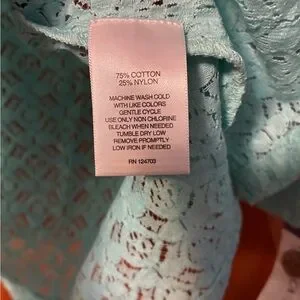 75% COTTON
25% NYLON
MACHINE WASH COLD
WITH LIKE COLORS
GENTLE CYCLE
USE ONLY NON CHLORINE
BLEACH WHEN NEEDED
TUMBLE DRY LOW
REMOVE PROMPTLY
LOW IRON IF NEEDED
RN 124703